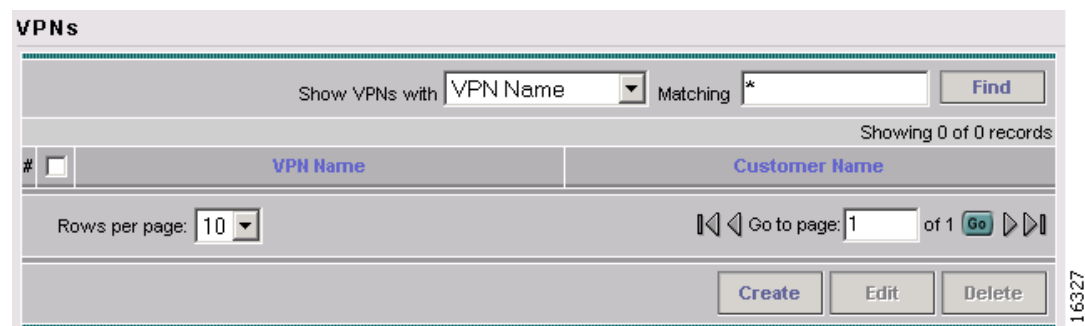 VPNs
Show VPNs with VPN Name Matching * Find
Showing 0 of 0 records
# VPN Name Customer Name
Rows per page: 10 Go to page: 1 of 1 Go
Create Edit Delete
16327